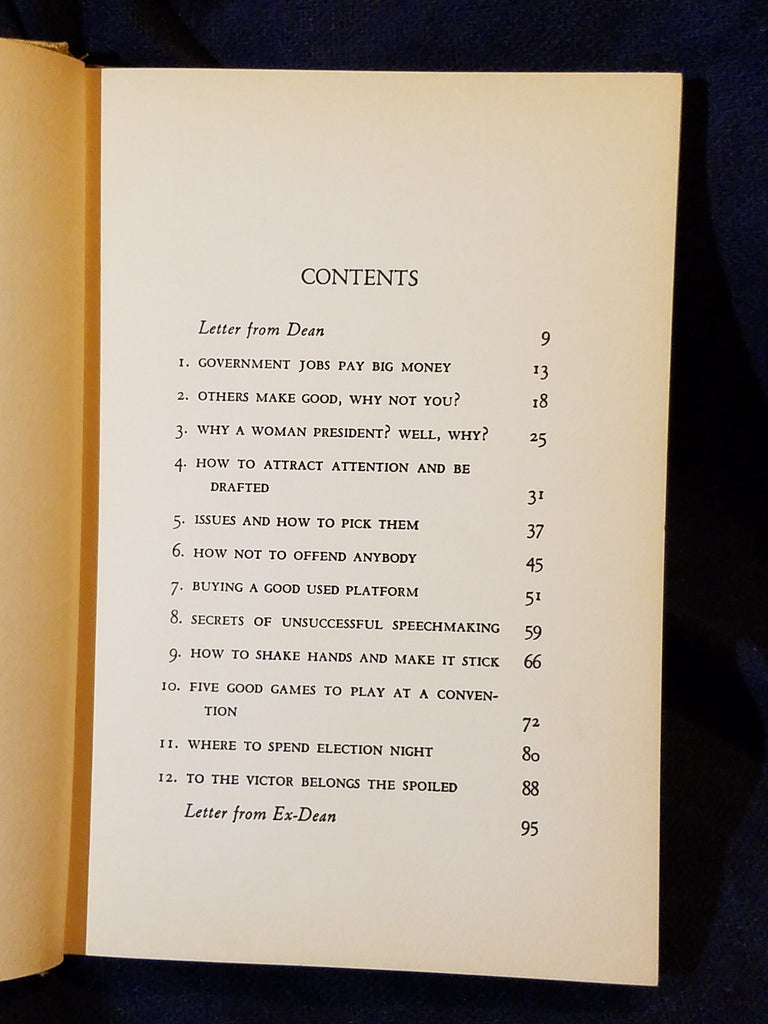 CONTENTS
Letter from Dean 9
1. GOVERNMENT JOBS PAY BIG MONEY 13
2. OTHERS MAKE GOOD, WHY NOT YOU? 18
3. WHY A WOMAN PRESIDENT? WELL, WHY? 25
4. HOW TO ATTRACT ATTENTION AND BE
DRAFTED 31
5. ISSUES AND HOW TO PICK THEM 37
6. HOW NOT TO OFFEND ANYBODY 45
7. BUYING A GOOD USED PLATFORM 51
8. SECRETS OF UNSUCCESSFUL SPEECHMAKING 59
9. HOW TO SHAKE HANDS AND MAKE IT STICK 66
10. FIVE GOOD GAMES TO PLAY AT A CONVEN-
TION 72
11. WHERE TO SPEND ELECTION NIGHT 80
12. TO THE VICTOR BELONGS THE SPOILED 88
Letter from Ex-Dean 95